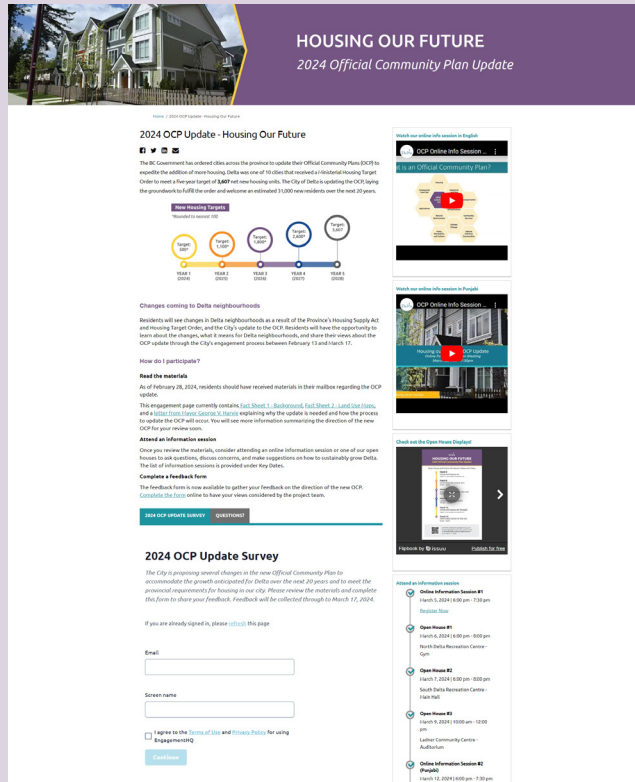 HOUSING OUR FUTURE
2024 Official Community Plan Update
Home / 2024 OCP Update - Housing Our Future
2024 OCP Update - Housing Our Future
The BC Government has ordered cities across the province to update their Official Community Plans (OCP) to
expedite the addition of more housing. Delta was one of 10 cities that received a Ministerial Housing Target
Order to meet a five-year target of 3,607 net new housing units. The City of Delta is updating the OCP, laying
the groundwork to fulfill the order and welcome an estimated 31,000 new residents over the next 20 years.
New Housing Targets
*Rounded to nearest 100
Target: 500* Target: 1,100* Target: 1,800* Target: 2,600* Target: 3,607
YEAR 1 YEAR 2 YEAR 3 YEAR 4 YEAR 5
(2024) (2025) (2026) (2027) (2028)
Changes coming to Delta neighbourhoods
Residents will see changes in Delta neighbourhoods as a result of the Province's Housing Supply Act
and Housing Target Order, and the City's update to the OCP. Residents will have the opportunity to
learn about the changes, what it means for Delta neighbourhoods, and share their views about the
OCP update through the City's engagement process between February 13 and March 17.
How do I participate?
Read the materials
As of February 28, 2024, residents should have received materials in their mailbox regarding the OCP
update.
This engagement page currently contains Fact Sheet 1 - Background, Fact Sheet 2 - Land Use Maps,
and a letter from Mayor George V. Harvie explaining why the update is needed and how the process
to update the OCP will occur. You will see more information summarizing the direction of the new
OCP for your review soon.
Attend an information session
Once you review the materials, consider attending an online information session or one of our open
houses to ask questions, discuss concerns, and make suggestions on how to sustainably grow Delta.
The list of information sessions is provided under Key Dates.
Complete a feedback form
The feedback form is now available to gather your feedback on the direction of the new OCP.
Complete the form online to have your views considered by the project team.
2024 OCP UPDATE SURVEY QUESTIONS?
2024 OCP Update Survey
The City is proposing several changes in the new Official Community Plan to
accommodate the growth anticipated for Delta over the next 20 years and to meet the
provincial requirements for housing in our city. Please review the materials and complete
this form to share your feedback. Feedback will be collected through to March 17, 2024.
If you are already signed in, please refresh this page
Email
Screen name
I agree to the Terms of Use and Privacy Policy for using
EngagementHQ
Continue
Watch our online info session in English
OCP Online Info Session ...
t is an Official Community Plan?
Watch our online info session in Punjabi
OCP Online Info Session ...
Housing ou
CP Update
Check out the Open House Displays!
HOUSING OUR FUTURE
Flipbook by issuu Publish for free
Attend an information session
Online Information Session #1
March 5, 2024 | 6:00 pm - 7:30 pm
Register Now
Open House #1
March 6, 2024 | 6:00 pm - 8:00 pm
North Delta Recreation Centre -
Gym
Open House #2
March 7, 2024 | 6:00 pm - 8:00 pm
South Delta Recreation Centre -
Main Hall
Open House #3
March 9, 2024 | 10:00 am - 12:00
pm
Ladner Community Centre -
Auditorium
Online Information Session #2
(Punjabi)
March 12, 2024 | 6:00 pm - 7:30 pm